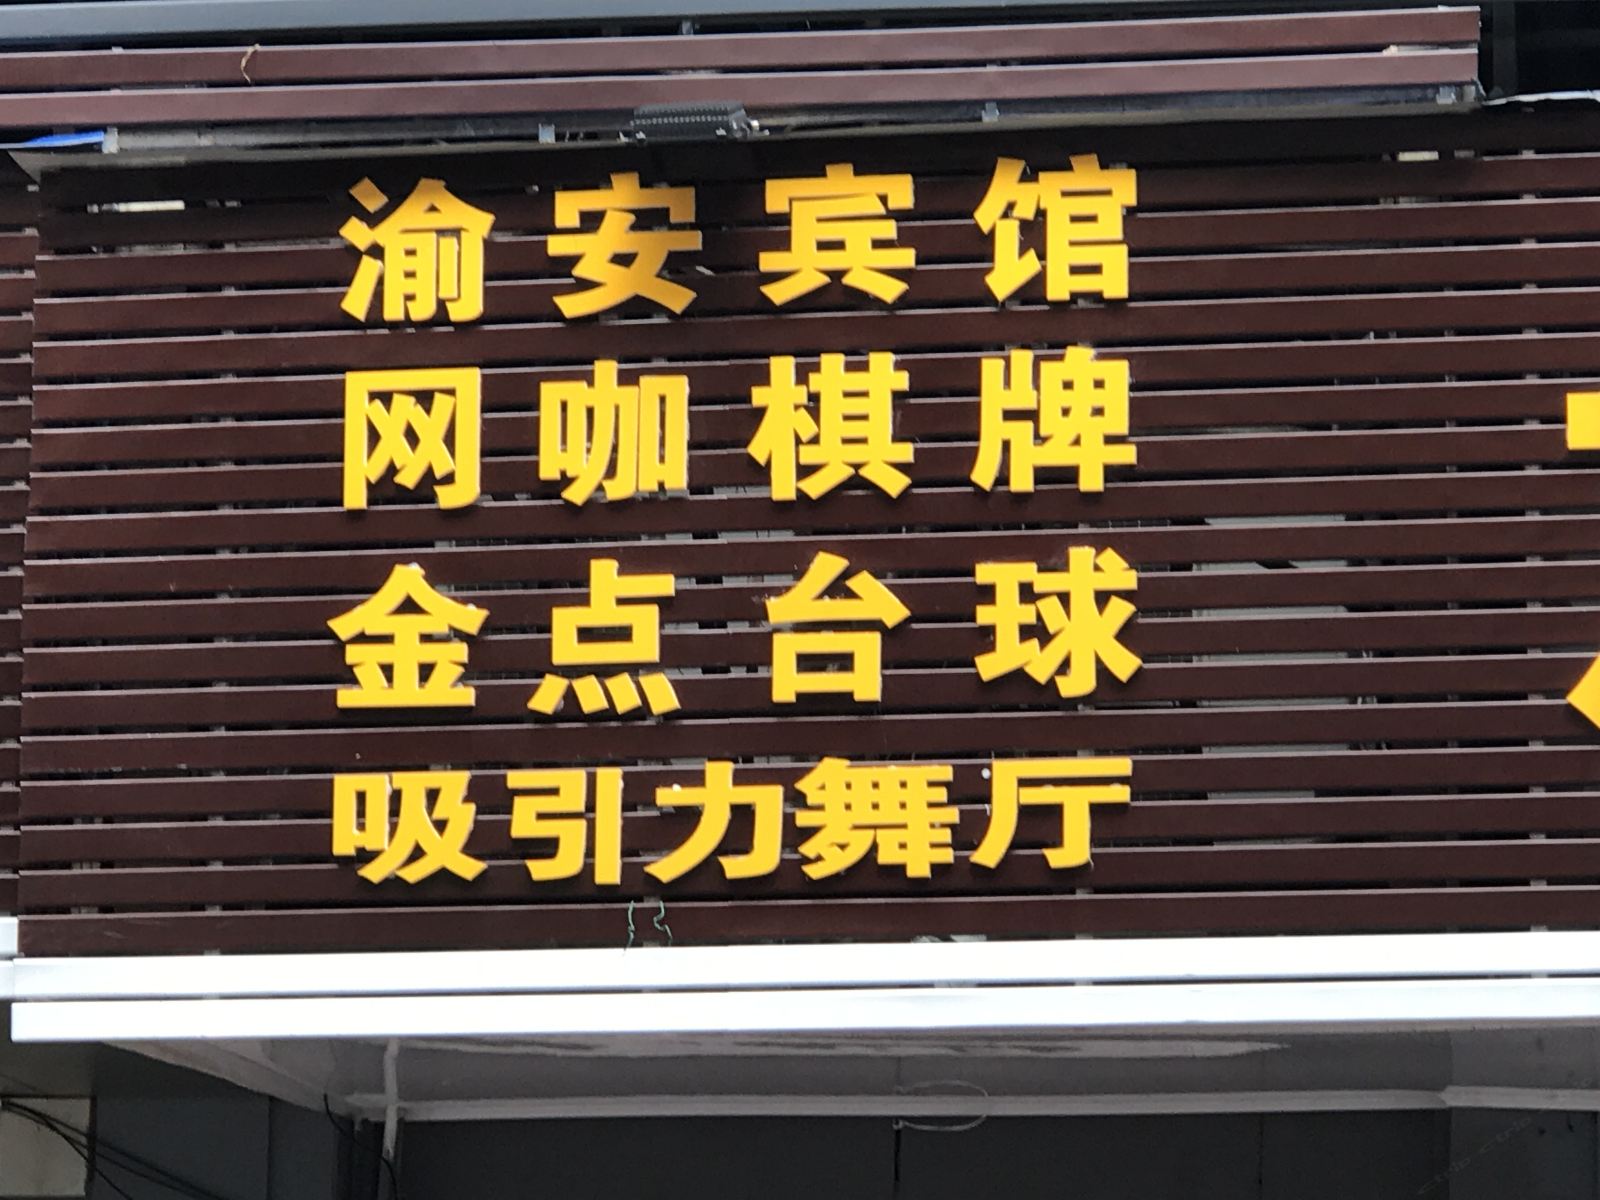 渝安宾馆
网咖棋牌
金点台球
吸引力舞厅